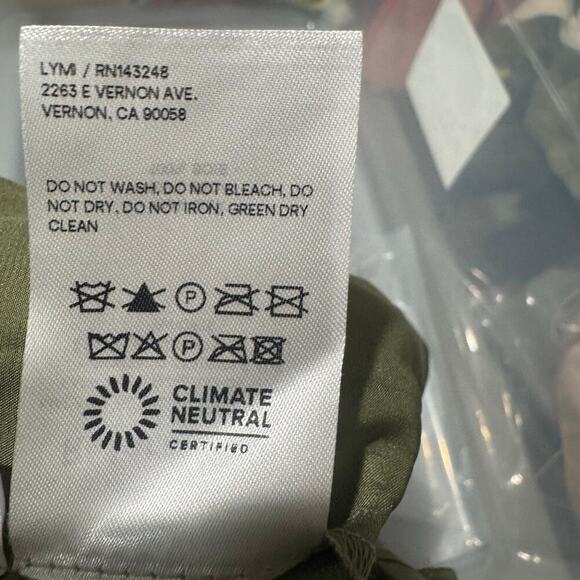 LYMI / RN143248
2263 E VERNON AVE.
VERNON, CA 90058
DO NOT WASH, DO NOT BLEACH, DO
NOT DRY, DO NOT IRON, GREEN DRY
CLEAN
P
P
CLIMATE
NEUTRAL
CERTIFIED